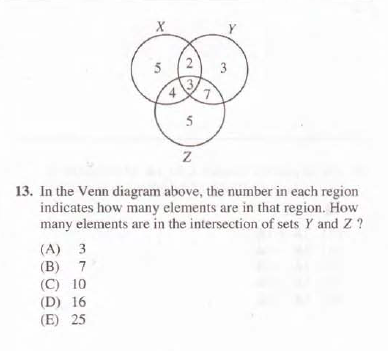 X Y
5 2 3
3
4 7
5
Z
13. In the Venn diagram above, the number in each region
indicates how many elements are in that region. How
many elements are in the intersection of sets Y and Z ?
(A) 3
(B) 7
(C) 10
(D) 16
(E) 25